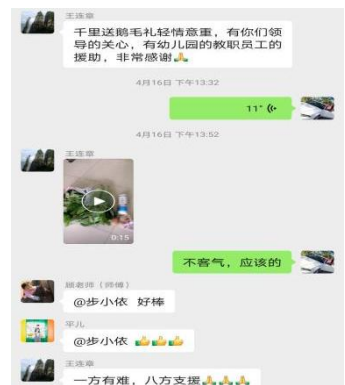 王连章
千里送鹅毛礼轻情意重，有你们领
导的关心，有幼儿园的教职员工的
援助，非常感谢🙏
4月16日 下午13:32
11"
4月16日 下午13:52
王连章
0:15
不客气，应该的
顾老师（师傅）
@步小依 好棒
平儿
@步小依 👍👍👍
王连章
一方有难，八方支援🙏🙏🙏